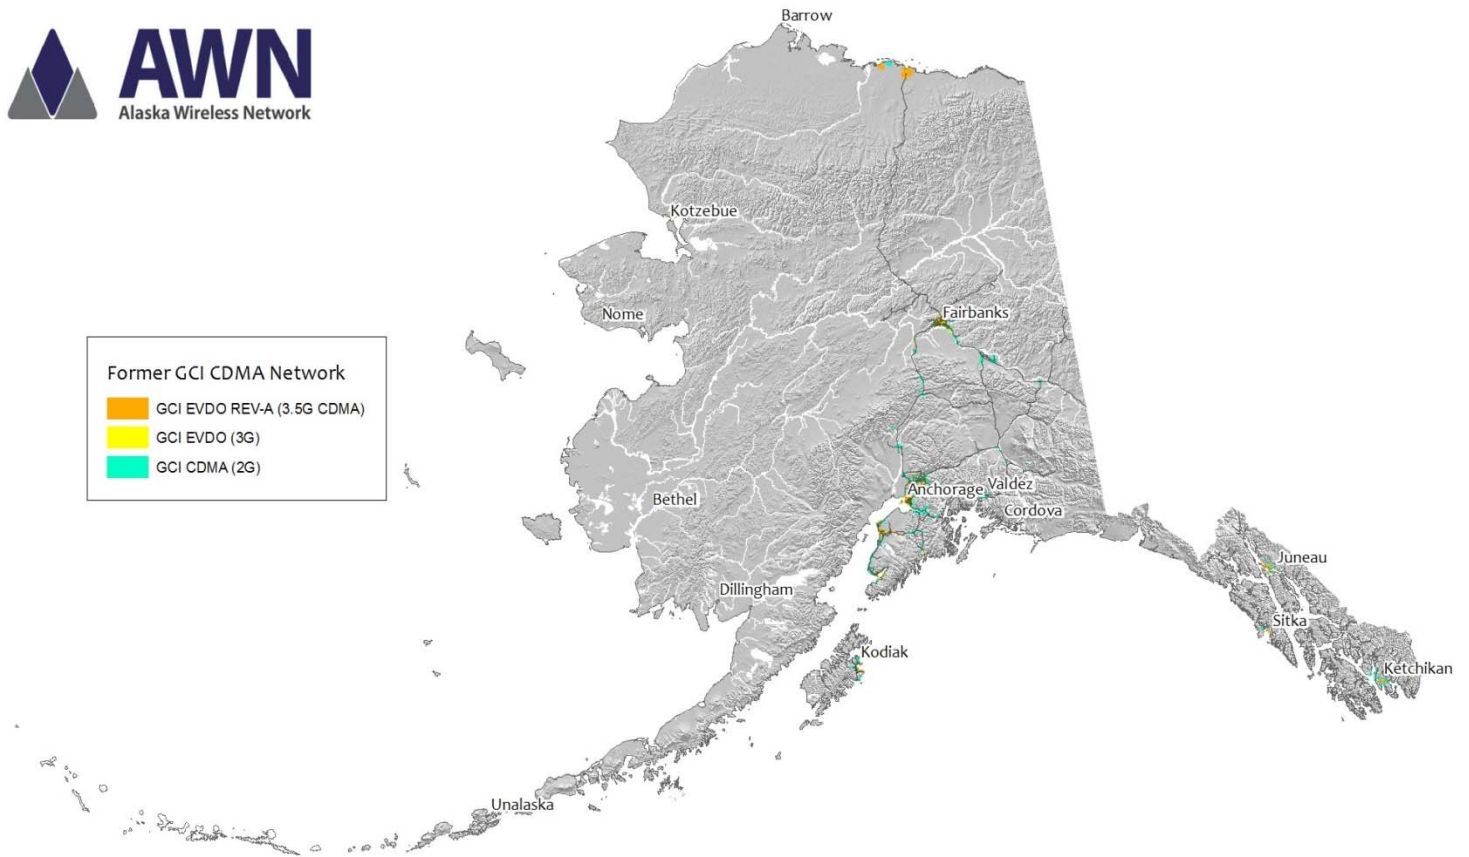 AWN
Alaska Wireless Network
Barrow
Kotzebue
Nome
Fairbanks
Former GCI CDMA Network
GCI EVDO REV-A (3.5G CDMA)
GCI EVDO (3G)
GCI CDMA (2G)
Bethel
Anchorage
Valdez
Cordova
Dillingham
Juneau
Sitka
Kodiak
Ketchikan
Unalaska